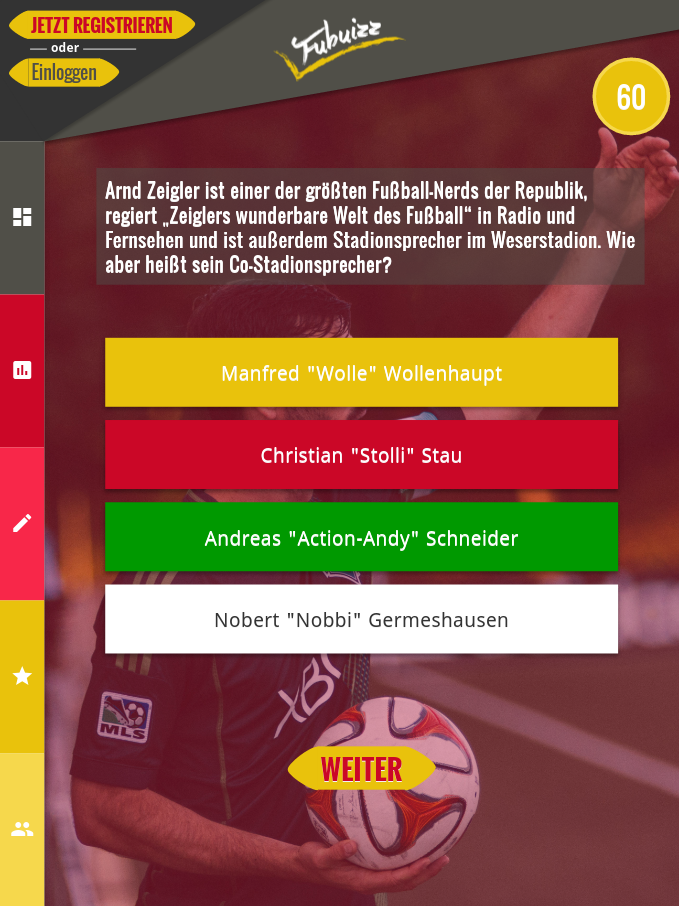 JETZT REGISTRIEREN
oder
Einloggen
Fubuizz
60
Arnd Zeigler ist einer der größten Fußball-Nerds der Republik,
regiert „Zeiglers wunderbare Welt des Fußball“ in Radio und
Fernsehen und ist außerdem Stadionsprecher im Weserstadion. Wie
aber heißt sein Co-Stadionsprecher?
Manfred "Wolle" Wollenhaupt
Christian "Stolli" Stau
Andreas "Action-Andy" Schneider
Nobert "Nobbi" Germeshausen
XBO
MLS
WEITER